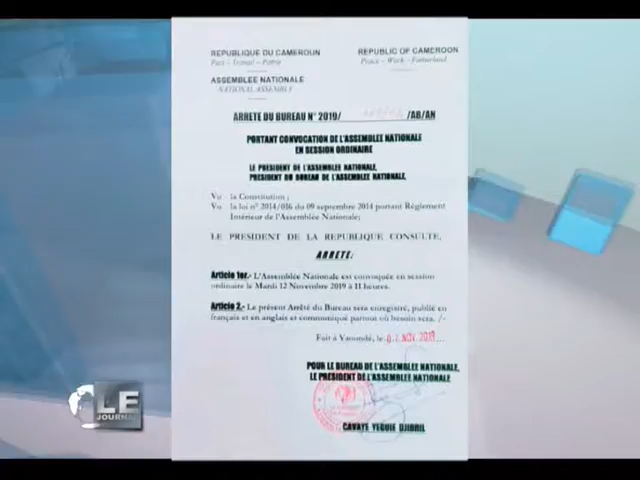 REPUBLIQUE DU CAMEROUN
Paix - Travail - Patrie
REPUBLIC OF CAMEROON
Peace - Work - Fatherland
ASSEMBLEE NATIONALE
NATIONAL ASSEMBLY
ARRETE DU BUREAU N° 2019/ /AB/AN
PORTANT CONVOCATION DE L'ASSEMBLEE NATIONALE
EN SESSION ORDINAIRE
LE PRESIDENT DE L'ASSEMBLEE NATIONALE,
PRESIDENT DU BUREAU DE L'ASSEMBLEE NATIONALE,
Vu la Constitution ;
Vu la loi n° 2014/016 du 09 septembre 2014 portant Règlement
Intérieur de l'Assemblée Nationale;
LE PRESIDENT DE LA REPUBLIQUE CONSULTE,
ARRETE:
Article 1er.- L'Assemblée Nationale est convoquée en session
ordinaire le Mardi 12 Novembre 2019 à 11 heures.
Article 2.- Le présent Arrêté du Bureau sera enregistré, publié en
français et en anglais et communiqué partout où besoin sera. /-
Fait à Yaoundé, le 07 NOV. 2019
POUR LE BUREAU DE L'ASSEMBLEE NATIONALE,
LE PRESIDENT DE L'ASSEMBLEE NATIONALE
CAVAYE YEGUIE DJIBRIL
LE
JOURNAL